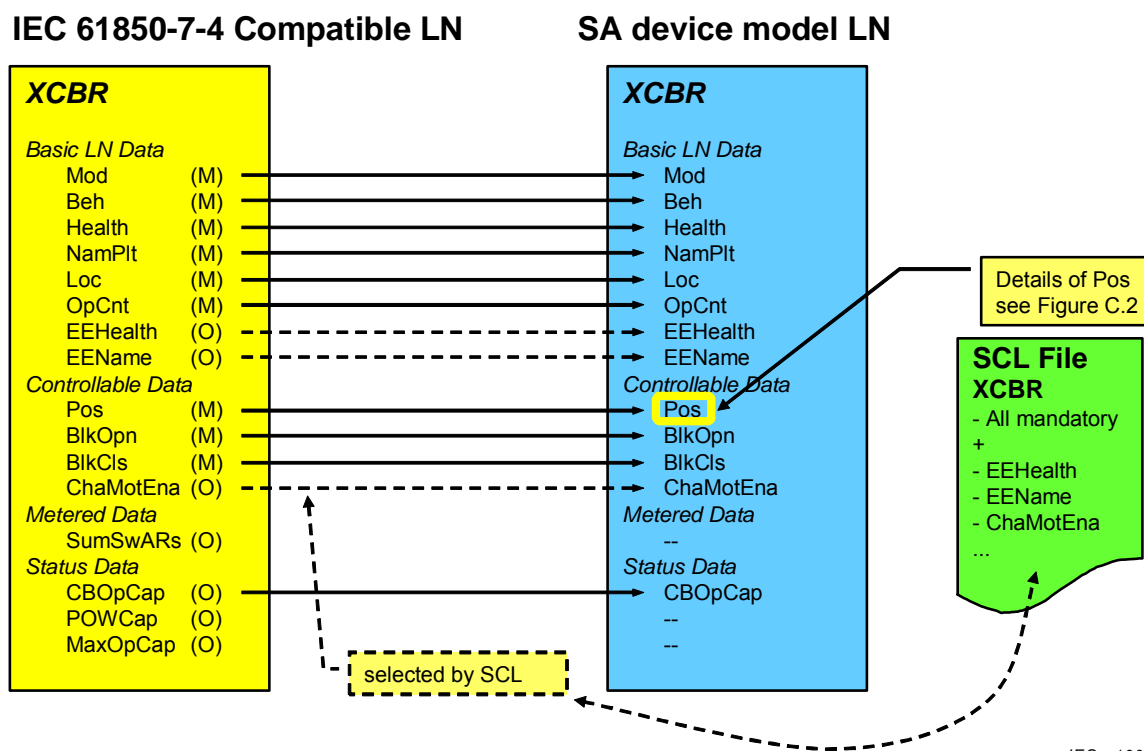 IEC 61850-7-4 Compatible LN
SA device model LN
XCBR
Basic LN Data
Mod (M)
Beh (M)
Health (M)
NamPlt (M)
Loc (M)
OpCnt (M)
EEHealth (O)
EEName (O)
Controllable Data
Pos (M)
BlkOpn (M)
BlkCls (M)
ChaMotEna (O)
Metered Data
SumSwARs (O)
Status Data
CBOpCap (O)
POWCap (O)
MaxOpCap (O)
selected by SCL
XCBR
Basic LN Data
Mod
Beh
Health
NamPlt
Loc
OpCnt
EEHealth
EEName
Controllable Data
Pos
BlkOpn
BlkCls
ChaMotEna
Metered Data
--
Status Data
CBOpCap
--
--
Details of Pos
see Figure C.2
SCL File
XCBR
- All mandatory
+
- EEHealth
- EEName
- ChaMotEna
...